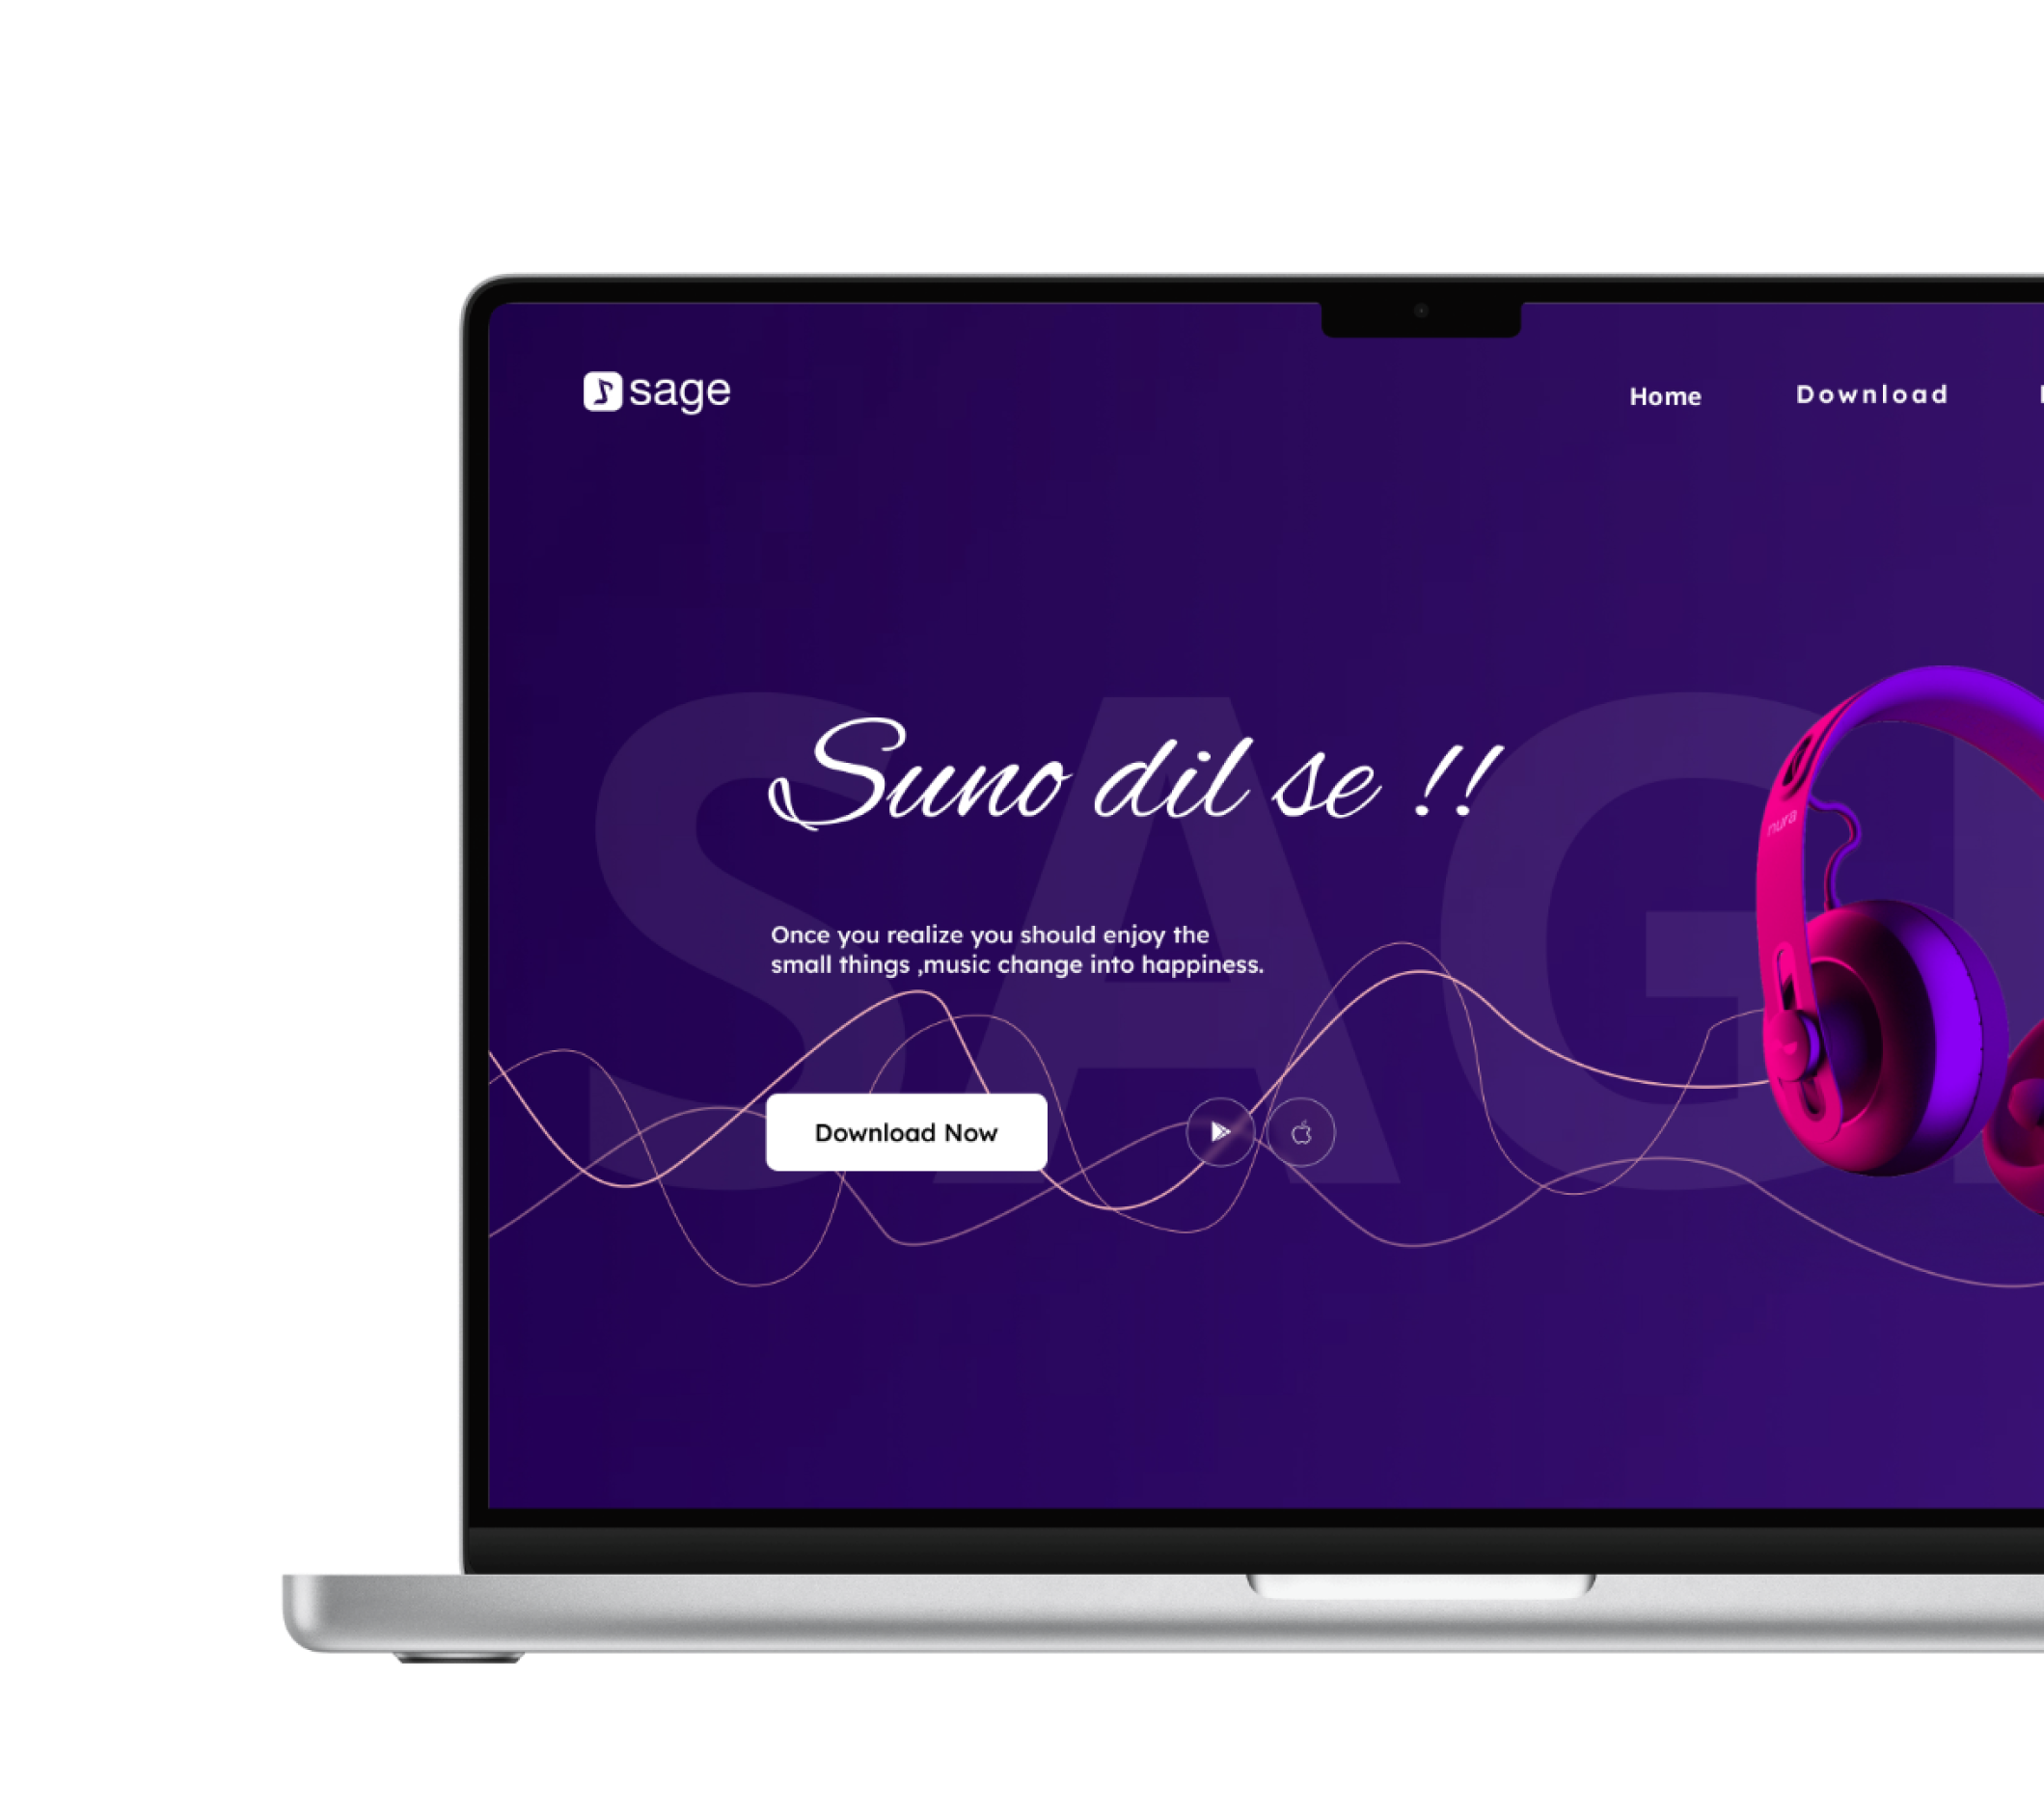 sage
Home Download
SAG
Suno dil se !!
nura
Once you realize you should enjoy the
small things ,music change into happiness.
Download Now